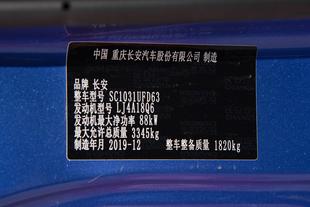 中国 重庆长安汽车股份有限公司 制造
品牌 长安
整车型号 SC1031UFD63
发动机型号 LJ4A18Q6
发动机最大净功率 88kW
最大允许总质量 3345kg
制造年月 2019-12 整车整备质量 1820kg